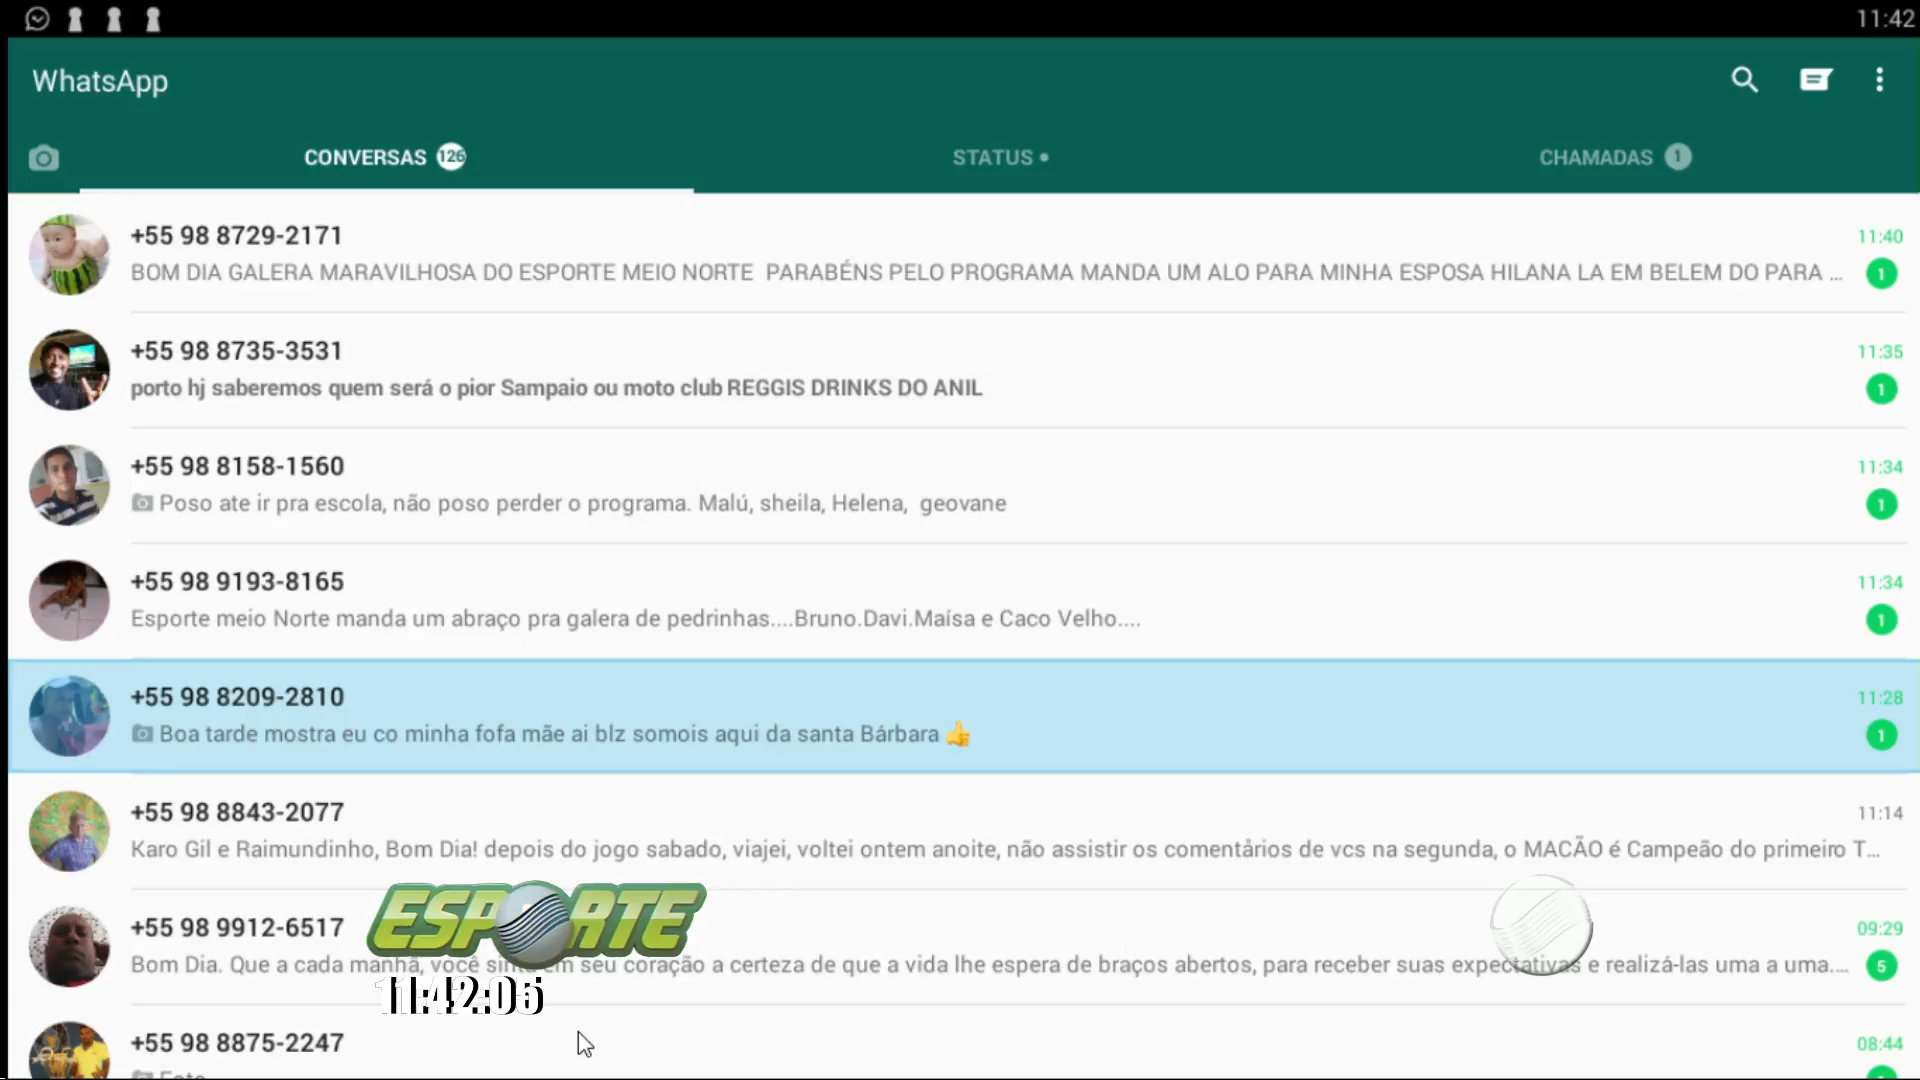 11:42
WhatsApp
CONVERSAS 126
STATUS
CHAMADAS 1
+55 98 8729-2171
11:40
BOM DIA GALERA MARAVILHOSA DO ESPORTE MEIO NORTE PARABÉNS PELO PROGRAMA MANDA UM ALO PARA MINHA ESPOSA HILANA LA EM BELEM DO PARA ...
1
+55 98 8735-3531
11:35
porto hj saberemos quem será o pior Sampaio ou moto club REGGIS DRINKS DO ANIL
1
+55 98 8158-1560
11:34
Poso ate ir pra escola, não poso perder o programa. Malú, sheila, Helena, geovane
1
+55 98 9193-8165
11:34
Esporte meio Norte manda um abraço pra galera de pedrinhas....Bruno.Davi.Maísa e Caco Velho....
1
+55 98 8209-2810
11:28
Boa tarde mostra eu co minha fofa mãe ai blz somois aqui da santa Bárbara 👍
1
+55 98 8843-2077
11:14
Karo Gil e Raimundinho, Bom Dia! depois do jogo sabado, viajei, voltei ontem anoite, não assistir os comentârios de vcs na segunda, o MACÃO é Campeão do primeiro T...
+55 98 9912-6517
ESPORTE
09:29
Bom Dia. Que a cada manhã, você sinta em seu coração a certeza de que a vida lhe espera de braços abertos, para receber suas expectativas e realizá-las uma a uma....
5
+55 98 8875-2247
08:44
Foto